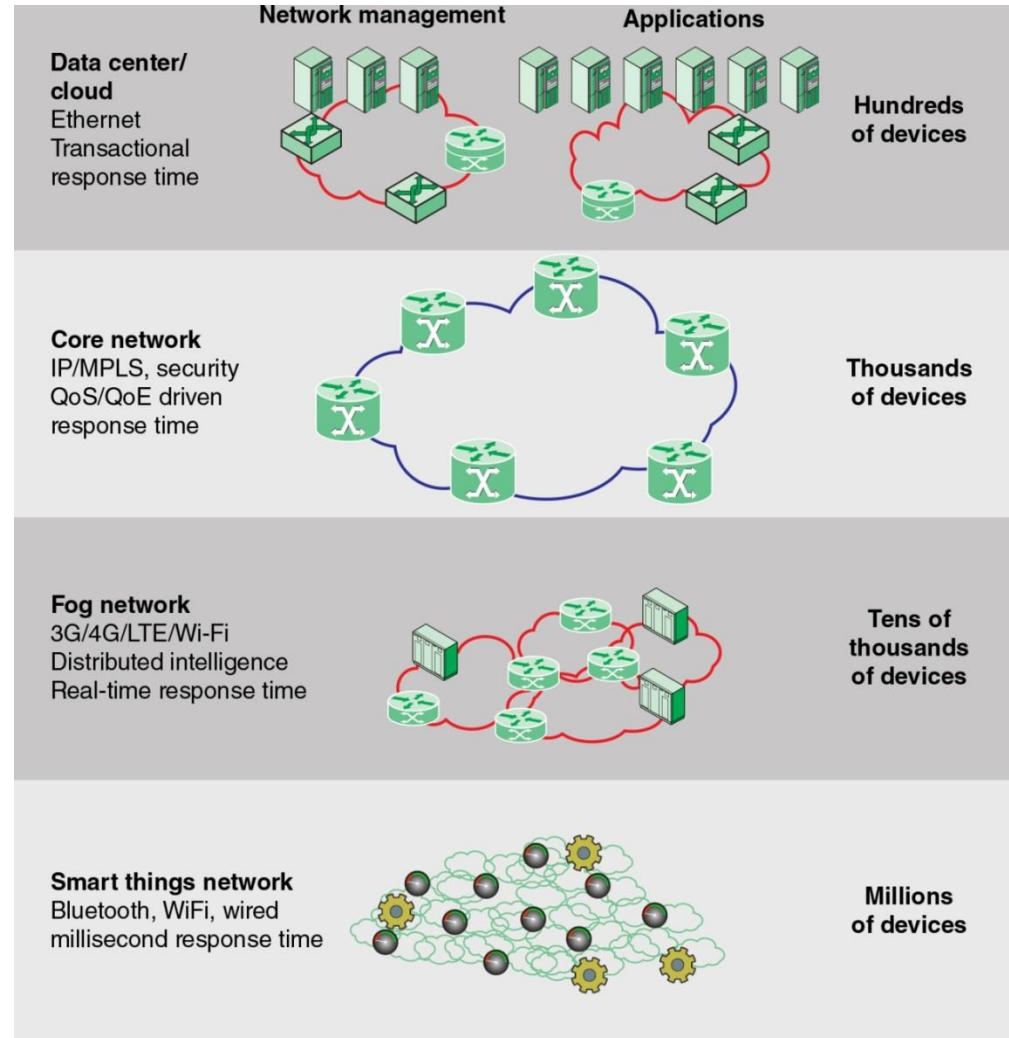 Network management
Applications
Data center/
cloud
Ethernet
Transactional
response time
Hundreds
of devices
Core network
IP/MPLS, security
QoS/QoE driven
response time
Thousands
of devices
Fog network
3G/4G/LTE/Wi-Fi
Distributed intelligence
Real-time response time
Tens of
thousands
of devices
Smart things network
Bluetooth, WiFi, wired
millisecond response time
Millions
of devices